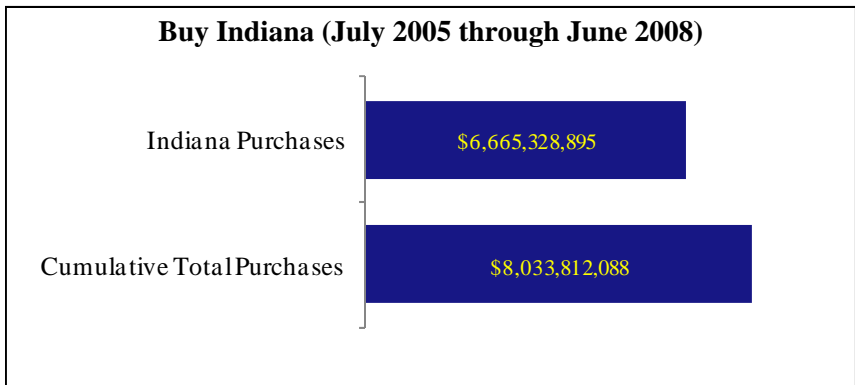 Buy Indiana (July 2005 through June 2008)
Indiana Purchases
$6,665,328,895
Cumulative Total Purchases
$8,033,812,088